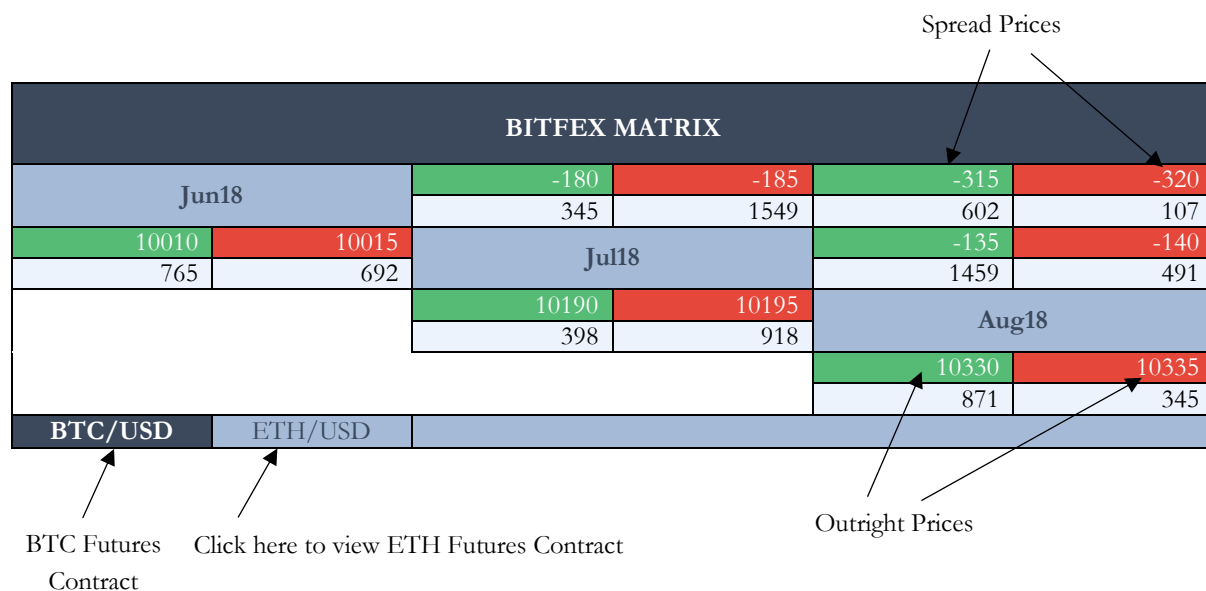 Spread Prices
BITFEX MATRIX
Jun18
-180 -185 -315 -320
345 1549 602 107
10010 10015 Jul18 -135 -140
765 692 1459 491
10190 10195 Aug18
398 918
10330 10335
871 345
BTC/USD ETH/USD
Outright Prices
BTC Futures
Contract
Click here to view ETH Futures Contract